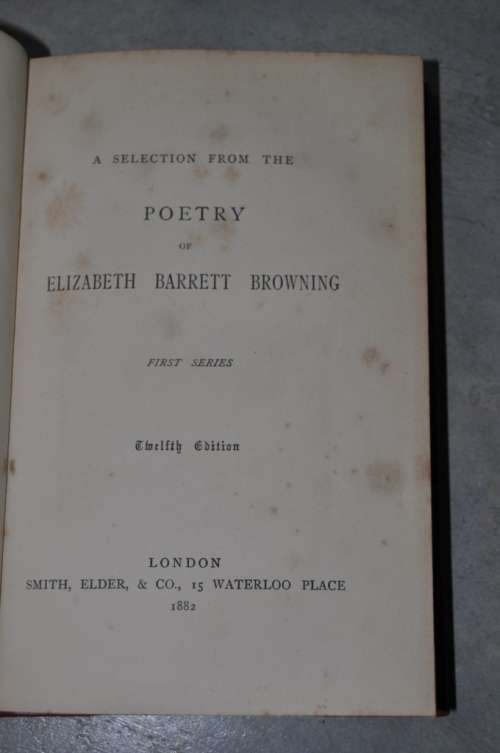 A SELECTION FROM THE
POETRY
OF
ELIZABETH BARRETT BROWNING
FIRST SERIES
Twelfth Edition
LONDON
SMITH, ELDER, & CO., 15 WATERLOO PLACE
1882